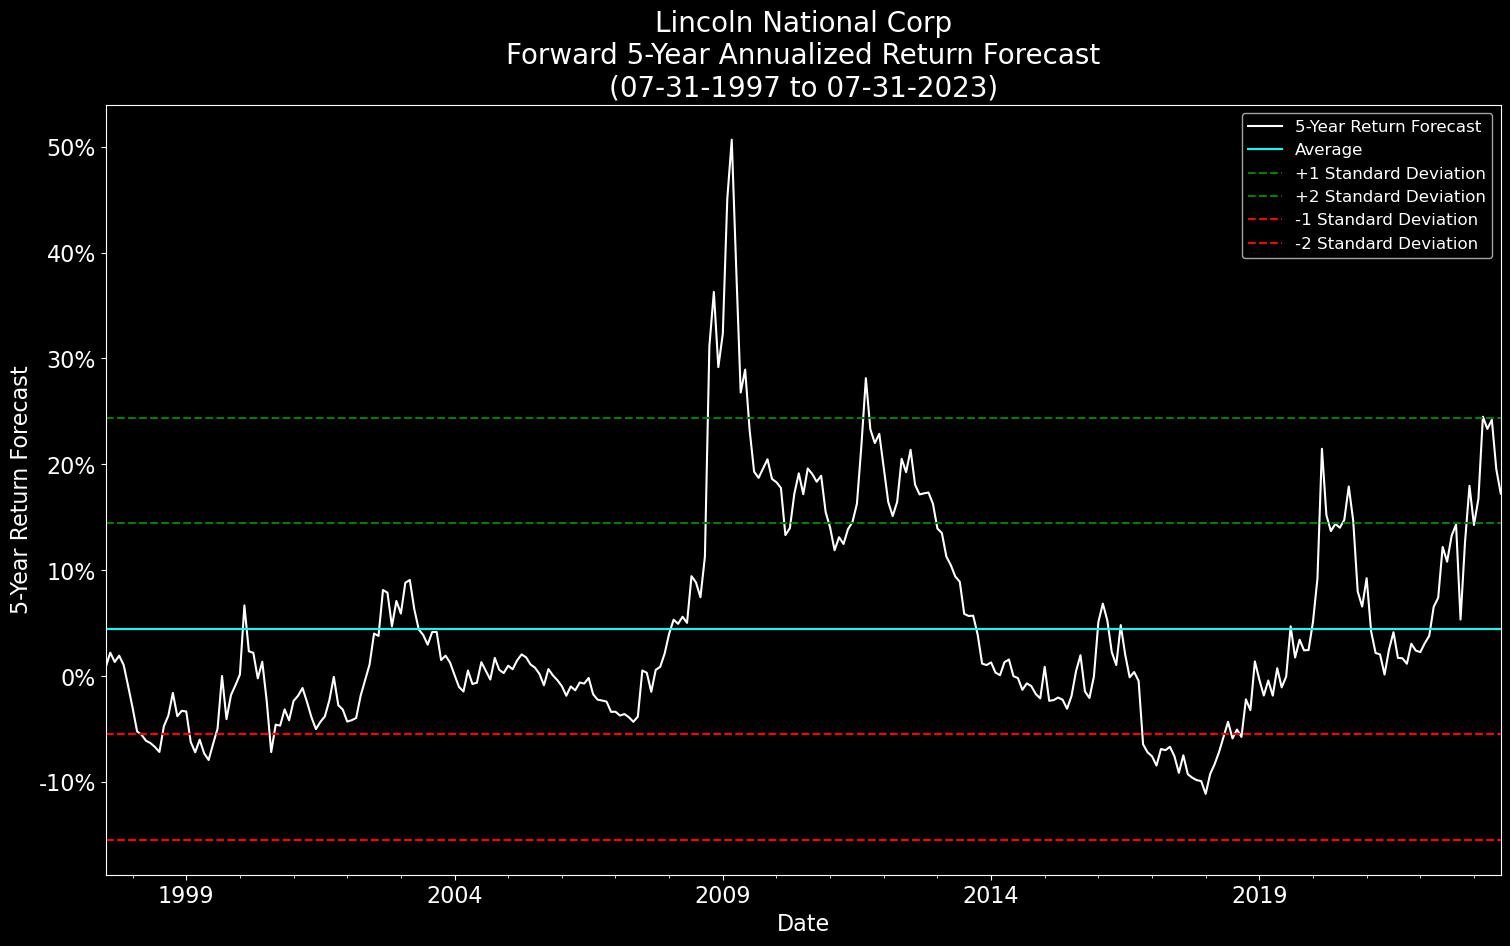 Lincoln National Corp
Forward 5-Year Annualized Return Forecast
(07-31-1997 to 07-31-2023)
5-Year Return Forecast
Average
+1 Standard Deviation
+2 Standard Deviation
-1 Standard Deviation
-2 Standard Deviation
5-Year Return Forecast
50%
40%
30%
20%
10%
0%
-10%
1999
2004
2009
2014
2019
Date